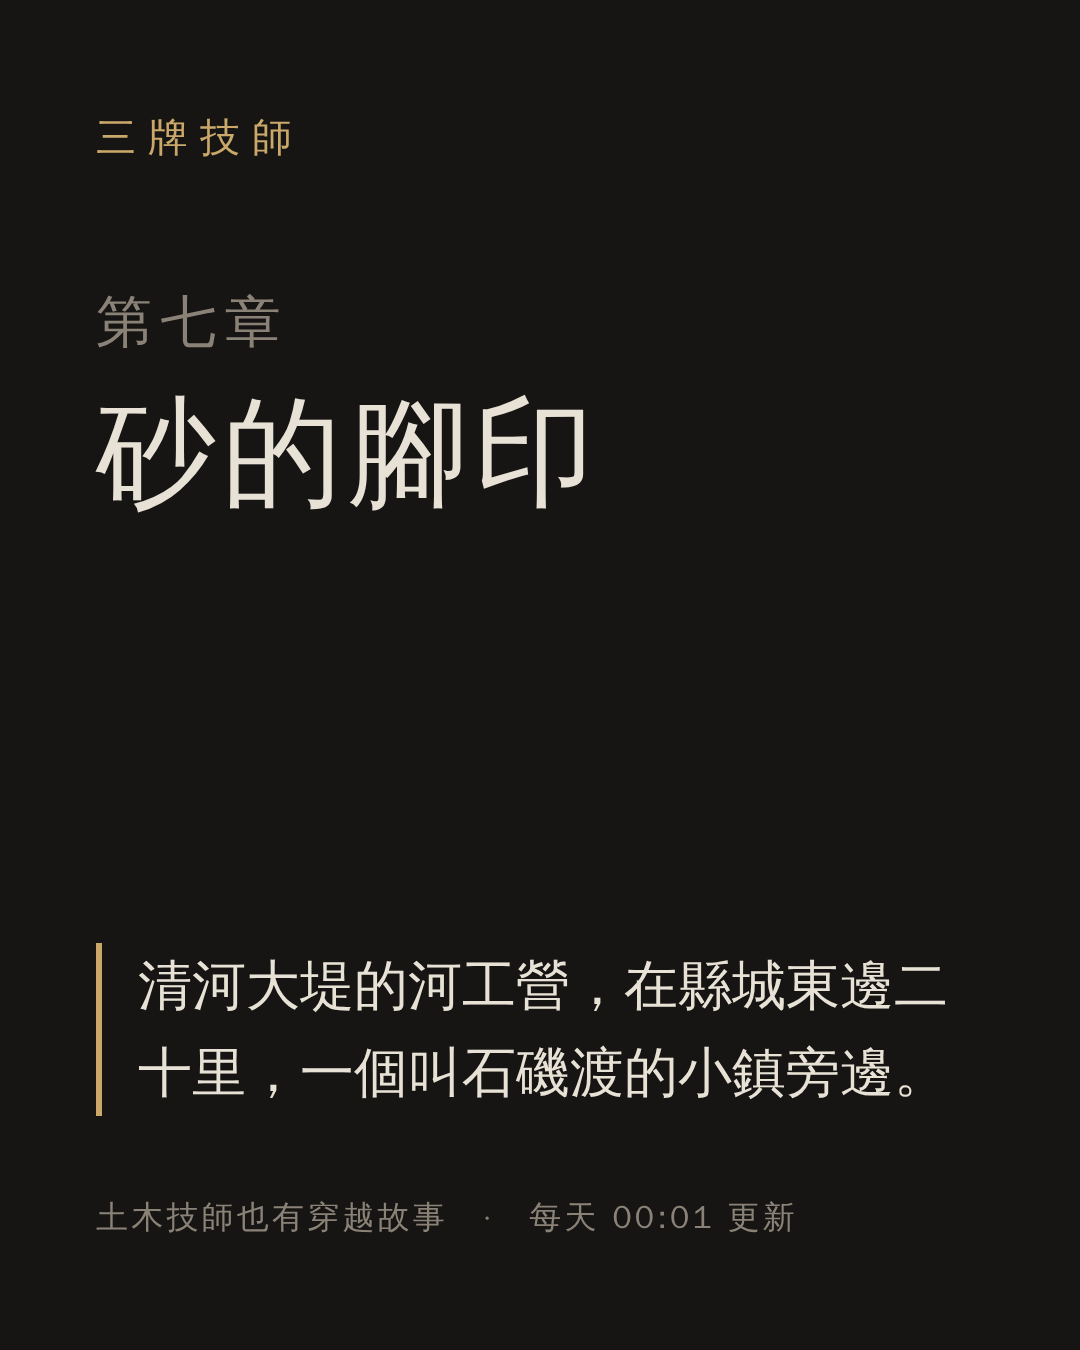 三牌技師
第七章
砂的腳印
清河大堤的河工營，在縣城東邊二
十里，一個叫石磯渡的小鎮旁邊。
土木技師也有穿越故事 · 每天 00:01 更新